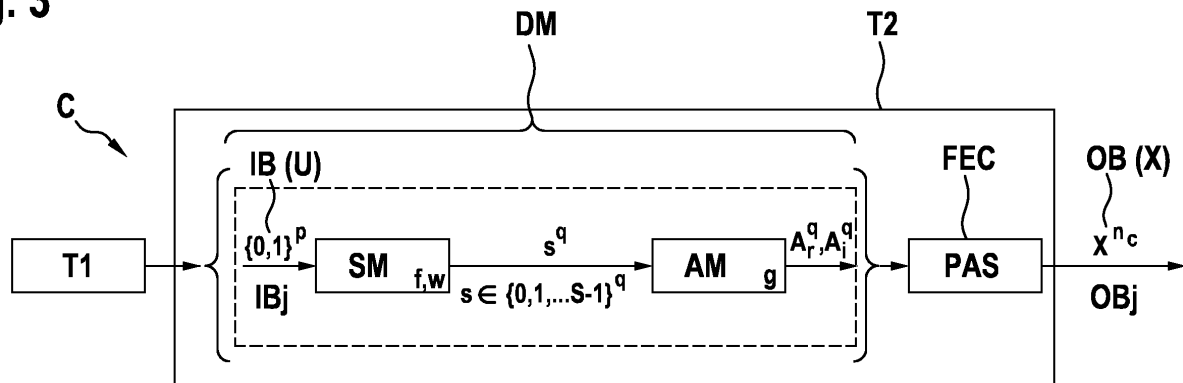 g. 3
DM
T2
C
IB (U)
FEC
OB (X)
T1
{0,1}^p
SM
f,w
s^q
AM
g
A_r^q, A_i^q
PAS
X^{n_c}
IBj
s ∈ {0,1,...S-1}^q
OBj